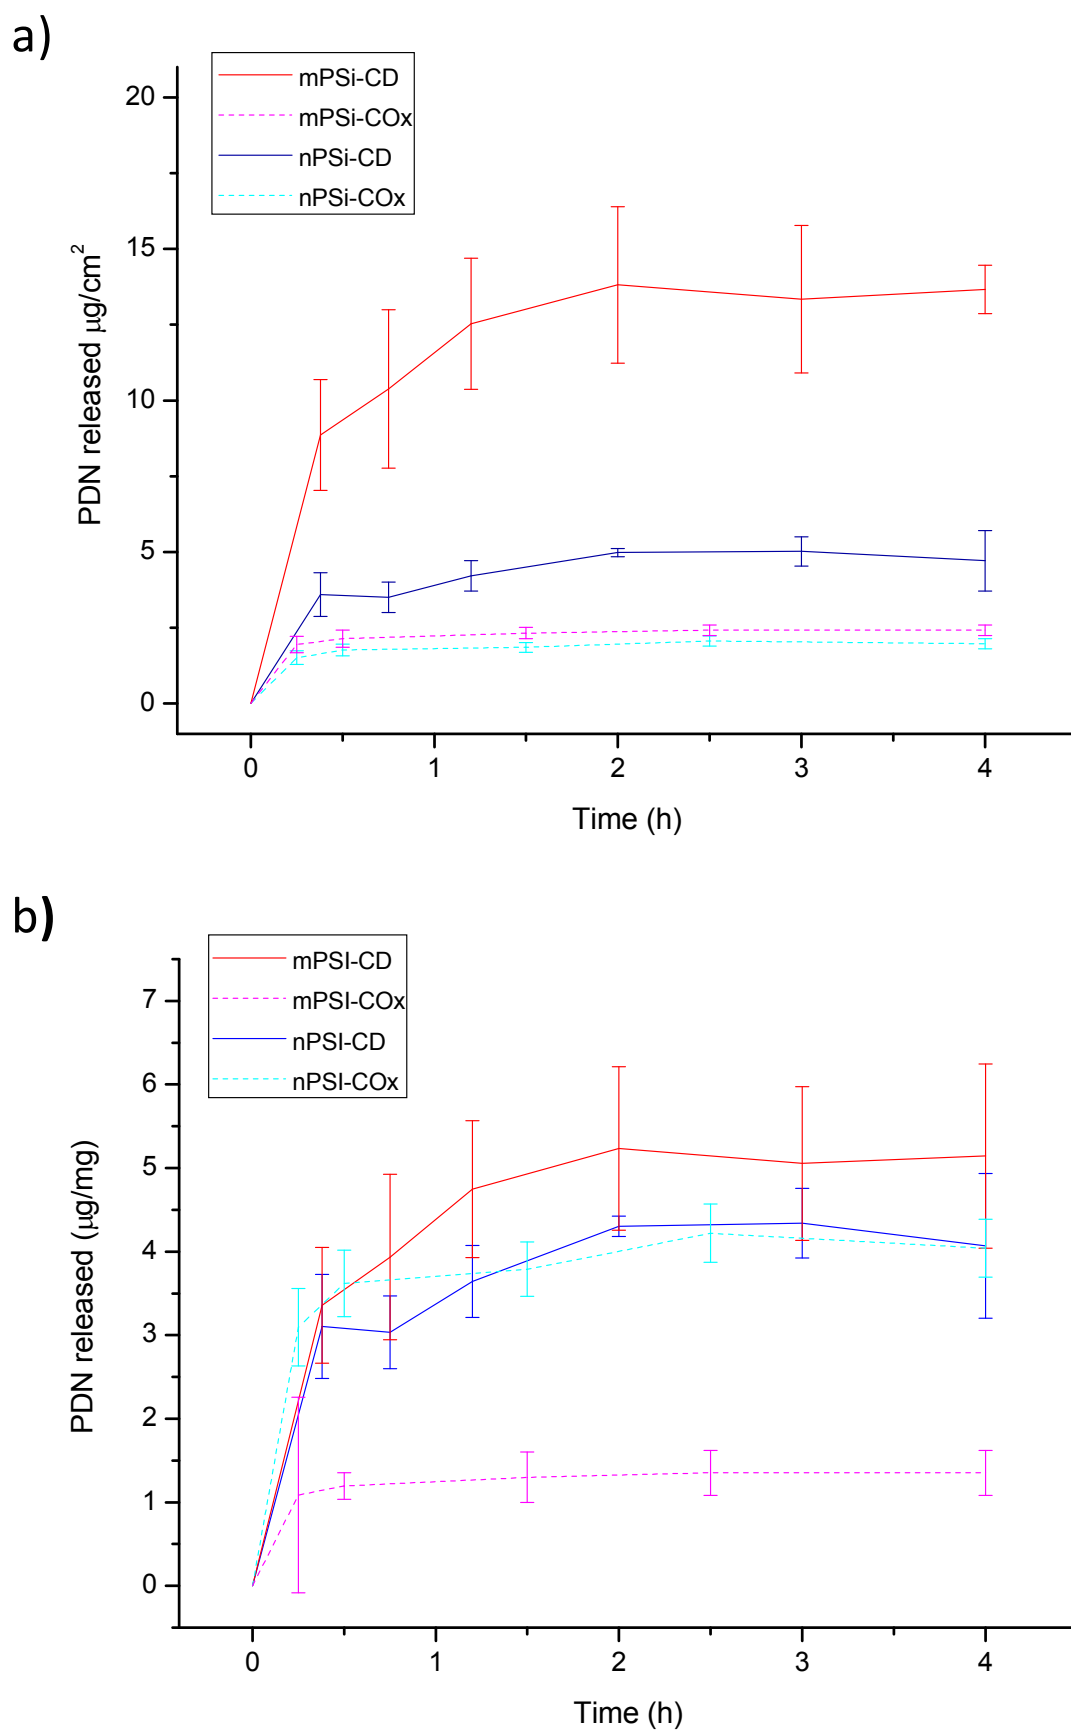 a)
mPSi-CD
mPSi-COx
nPSi-CD
nPSi-COx
20
15
10
5
0
PDN released μg/cm²
0 1 2 3 4
Time (h)
b)
mPSI-CD
mPSI-COx
nPSI-CD
nPSI-COx
7
6
5
4
3
2
1
0
PDN released (μg/mg)
0 1 2 3 4
Time (h)